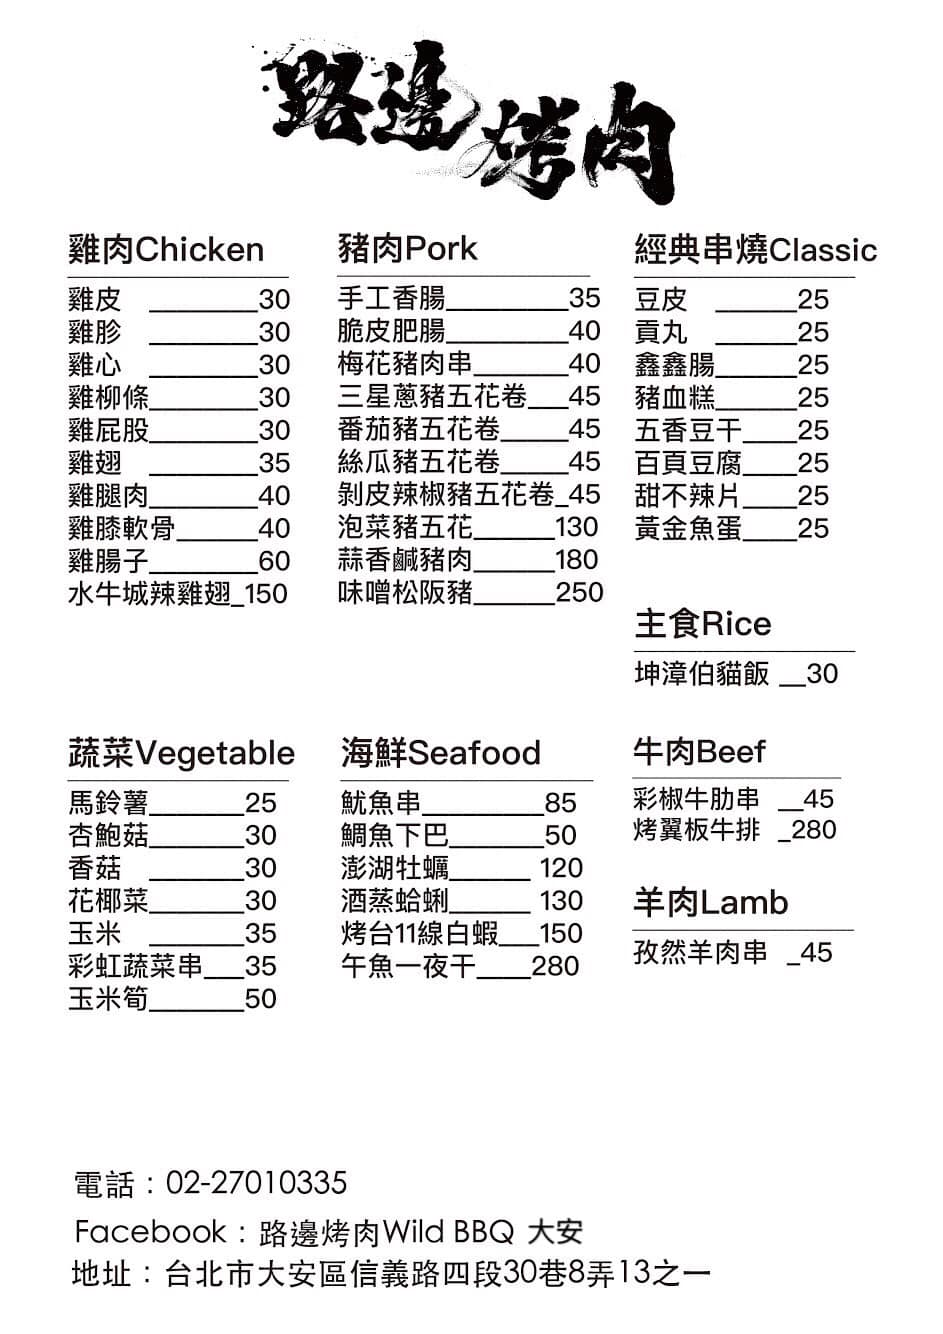 路邊烤肉
雞肉Chicken
雞皮 ________30
雞胗 ________30
雞心 ________30
雞柳條________30
雞屁股________30
雞翅 ________35
雞腿肉________40
雞膝軟骨______40
雞腸子________60
水牛城辣雞翅_150
豬肉Pork
手工香腸_________35
脆皮肥腸_________40
梅花豬肉串_______40
三星蔥豬五花卷___45
番茄豬五花卷_____45
絲瓜豬五花卷_____45
剝皮辣椒豬五花卷_45
泡菜豬五花______130
蒜香鹹豬肉______180
味噌松阪豬______250
經典串燒Classic
豆皮 ______25
貢丸 ______25
鑫鑫腸______25
豬血糕______25
五香豆干____25
百頁豆腐____25
甜不辣片____25
黃金魚蛋____25
主食Rice
坤漳伯貓飯 __30
蔬菜Vegetable
馬鈴薯_______25
杏鮑菇_______30
香菇 _______30
花椰菜_______30
玉米 _______35
彩虹蔬菜串___35
玉米筍_______50
海鮮Seafood
魷魚串_________85
鯛魚下巴_______50
澎湖牡蠣______ 120
酒蒸蛤蜊______ 130
烤台11線白蝦___150
午魚一夜干____280
牛肉Beef
彩椒牛肋串 __45
烤翼板牛排 _280
羊肉Lamb
孜然羊肉串 _45
電話：02-27010335
Facebook：路邊烤肉Wild BBQ 大安
地址：台北市大安區信義路四段30巷8弄13之一